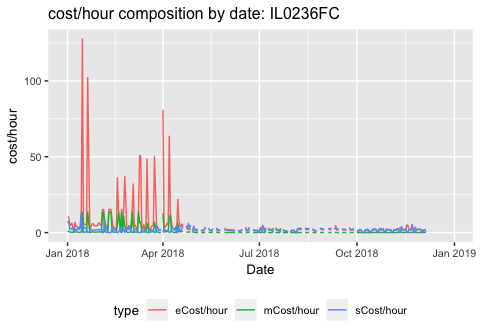 cost/hour composition by date: IL0236FC
cost/hour
100
50
0
Jan 2018 Apr 2018 Jul 2018 Oct 2018 Jan 2019
Date
type eCost/hour mCost/hour sCost/hour